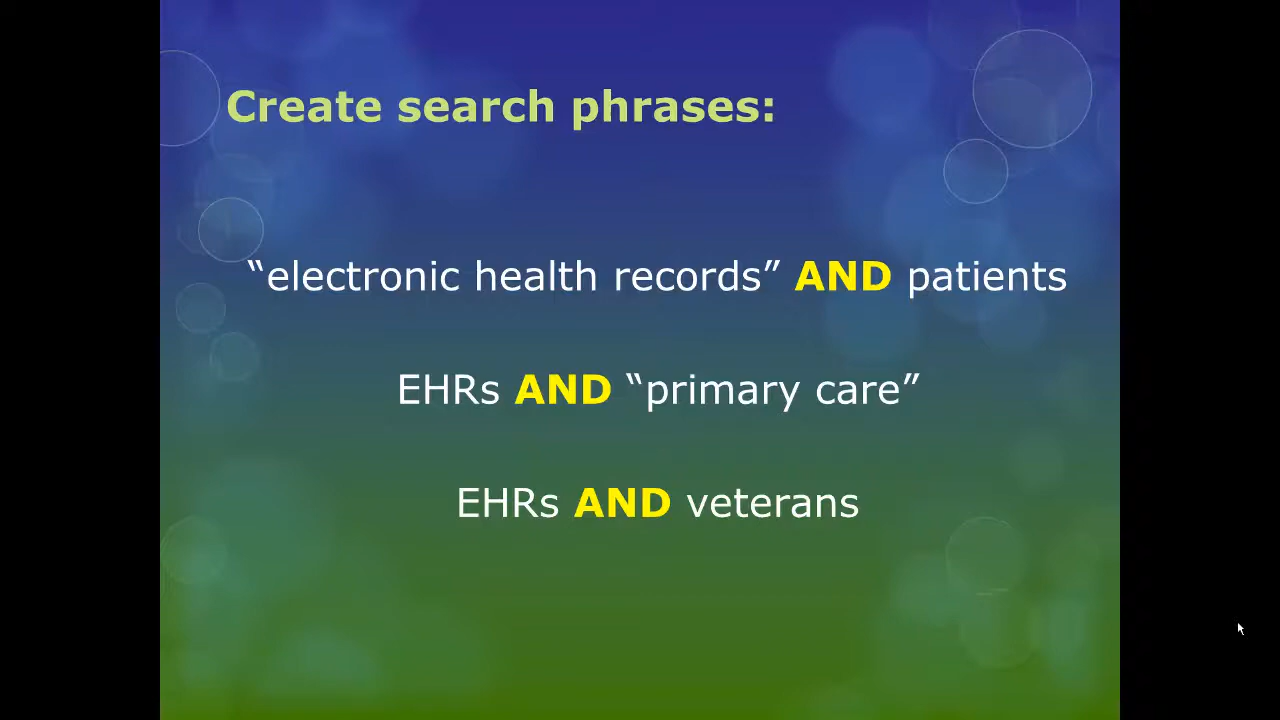 Create search phrases:
“electronic health records” AND patients
EHRs AND “primary care”
EHRs AND veterans